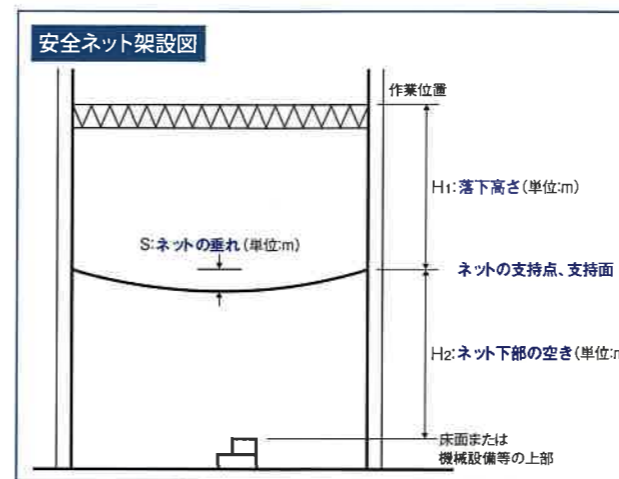 安全ネット架設図
作業位置
H1:落下高さ(単位:m)
S:ネットの垂れ(単位:m)
ネットの支持点、支持面
H2:ネット下部の空き(単位:m
床面または
機械設備等の上部